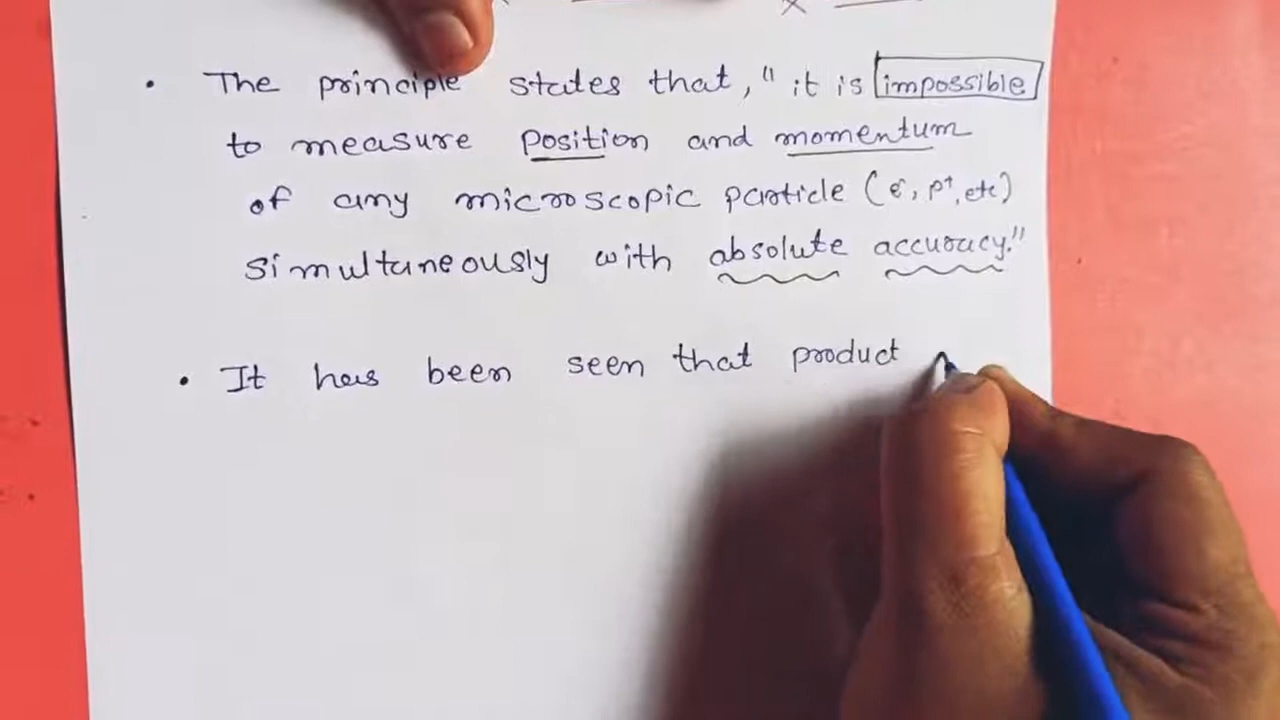 • The principle states that, "it is impossible
to measure position and momentum
of any microscopic particle (e⁻, p⁺, etc)
simultaneously with absolute accuracy."
• It has been seen that product